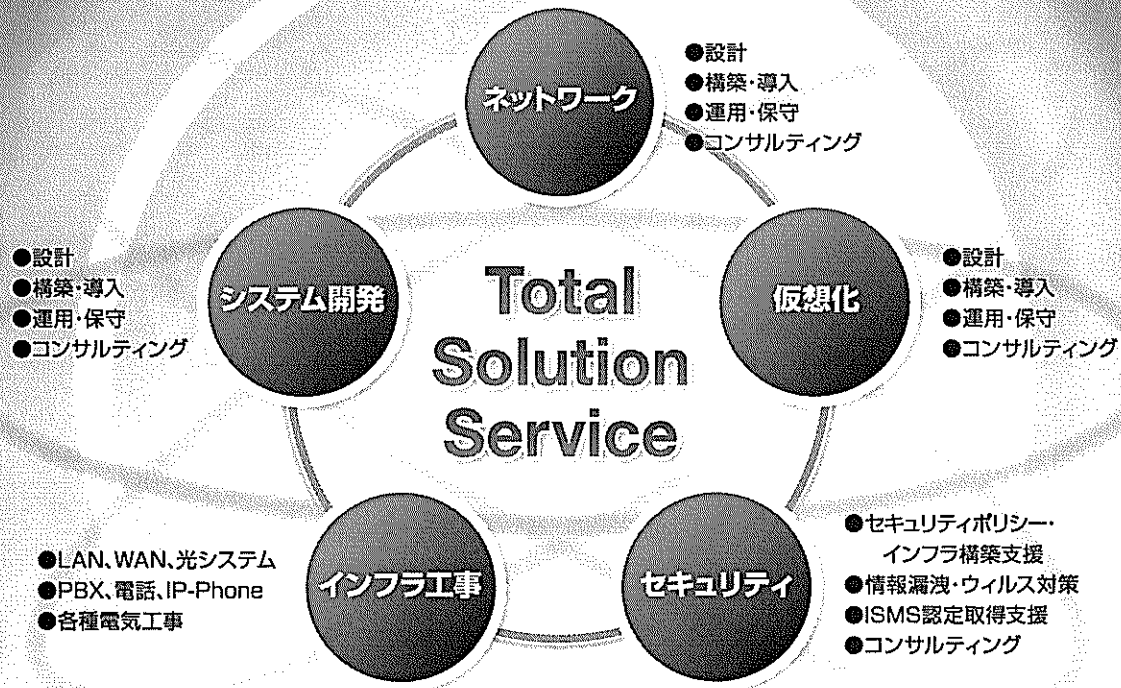 ネットワーク
●設計
●構築・導入
●運用・保守
●コンサルティング
システム開発
●設計
●構築・導入
●運用・保守
●コンサルティング
Total
Solution
Service
仮想化
●設計
●構築・導入
●運用・保守
●コンサルティング
インフラ工事
●LAN、WAN、光システム
●PBX、電話、IP-Phone
●各種電気工事
セキュリティ
●セキュリティポリシー・
インフラ構築支援
●情報漏洩・ウィルス対策
●ISMS認定取得支援
●コンサルティング